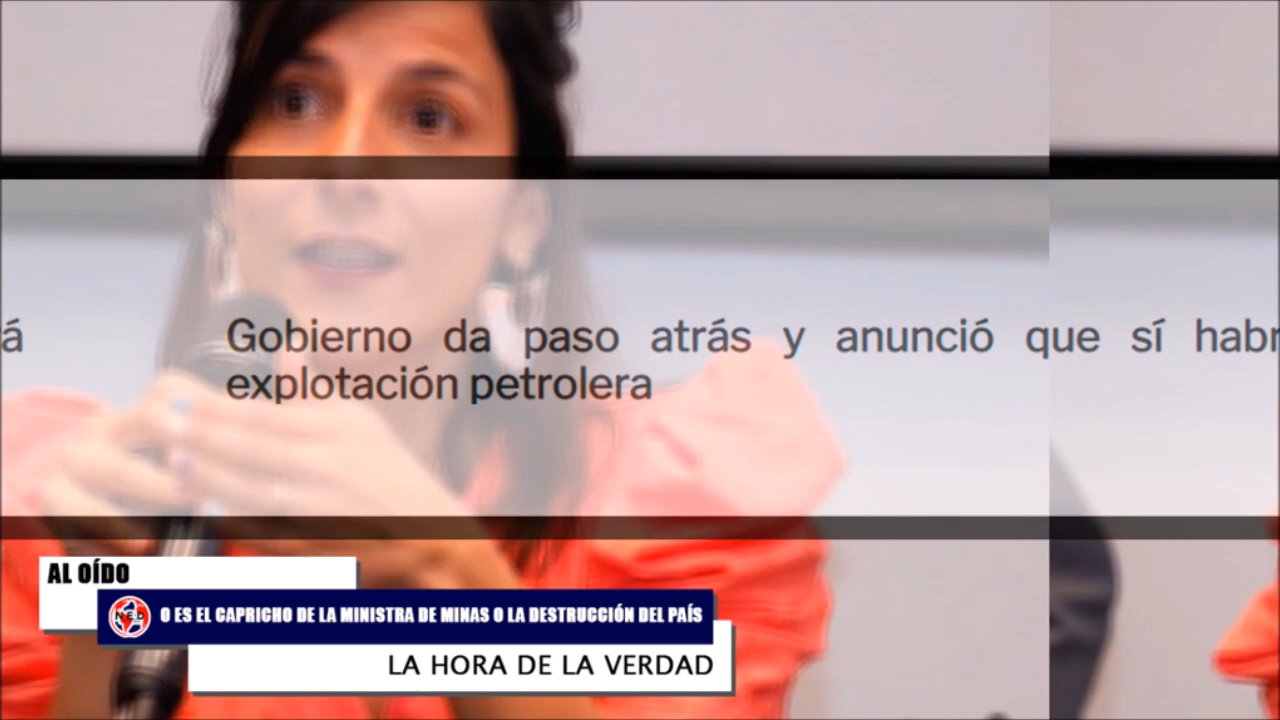 á
Gobierno da paso atrás y anunció que sí habr
explotación petrolera
AL OÍDO
O ES EL CAPRICHO DE LA MINISTRA DE MINAS O LA DESTRUCCIÓN DEL PAÍS
LA HORA DE LA VERDAD